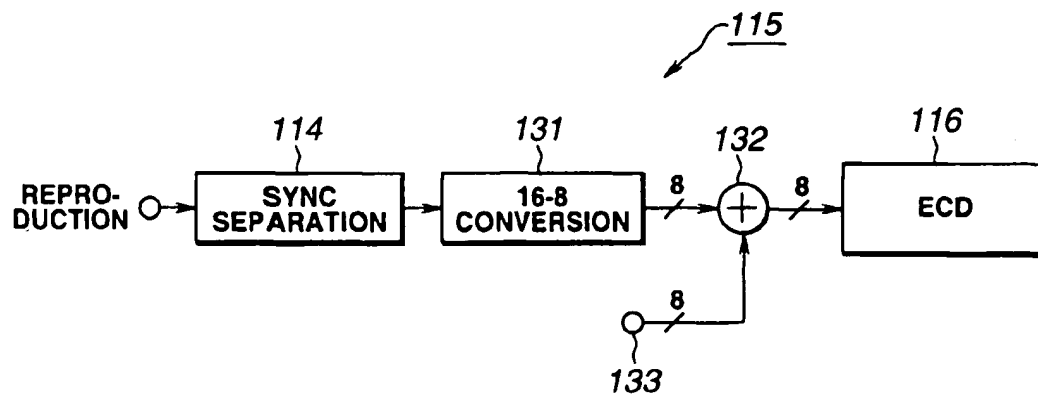 115
114
131
132
116
REPRO-
DUCTION
SYNC
SEPARATION
16-8
CONVERSION
8
8
ECD
8
133